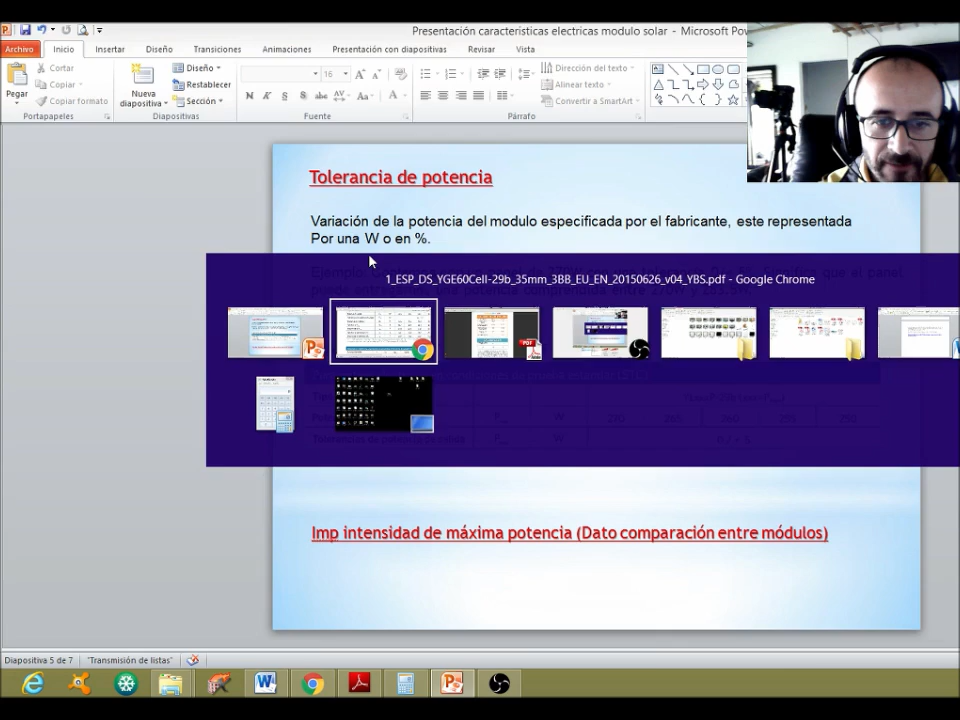 Presentación caracteristicas electricas modulo solar - Microsoft Pow
Archivo Inicio Insertar Diseño Transiciones Animaciones Presentación con diapositivas Revisar Vista
Pegar
Cortar
Copiar
Copiar formato
Portapapeles
Nueva
diapositiva
Diseño
Restablecer
Sección
Diapositivas
16
N K S S abc AV Aa A
Fuente
Dirección del texto
Alinear texto
Convertir a SmartArt
Párrafo
Tolerancia de potencia
Variación de la potencia del modulo especificada por el fabricante, este representada
Por una W o en %.
1_ESP_DS_YGE60Cell-29b_35mm_3BB_EU_EN_20150626_v04_YBS.pdf - Google Chrome
Imp intensidad de máxima potencia (Dato comparación entre módulos)
Diapositiva 5 de 7 "Transmisión de listas"